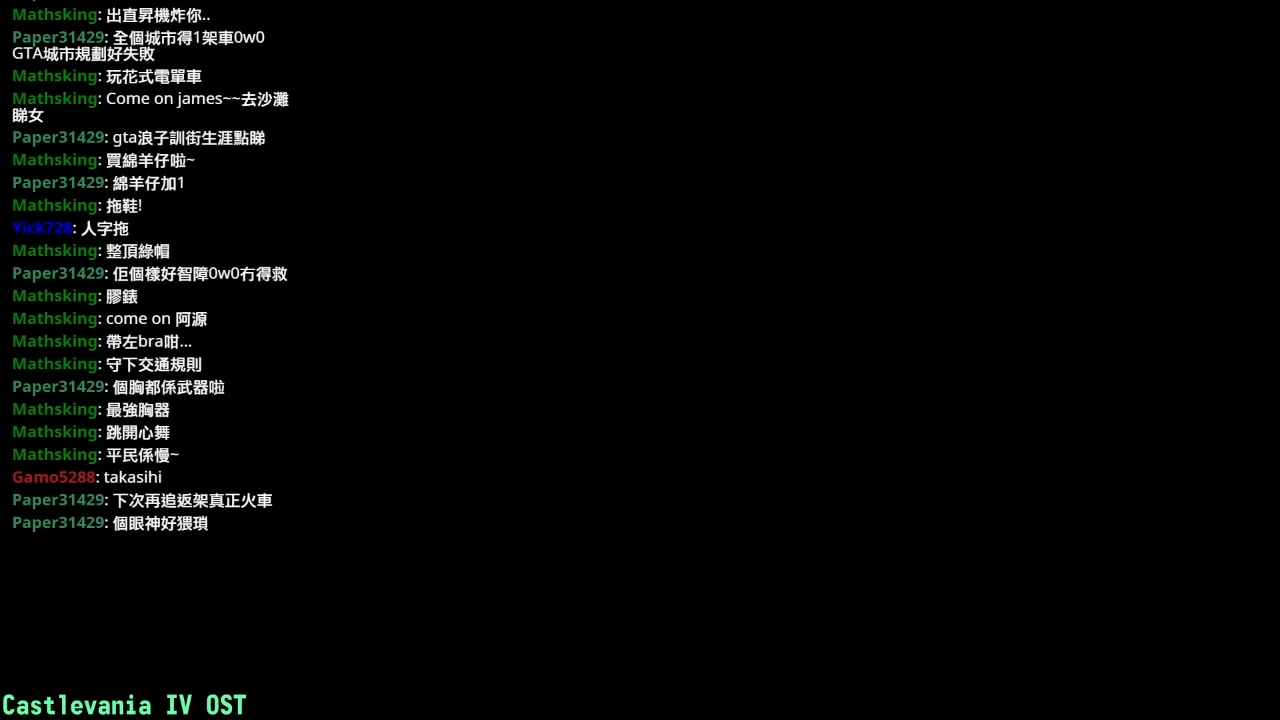 Mathsking: 出直昇機炸你..
Paper31429: 全個城市得1架車0w0
GTA城市規劃好失敗
Mathsking: 玩花式電單車
Mathsking: Come on james~~去沙灘
睇女
Paper31429: gta浪子訓街生涯點睇
Mathsking: 買綿羊仔啦~
Paper31429: 綿羊仔加1
Mathsking: 拖鞋!
Yick728: 人字拖
Mathsking: 整頂綠帽
Paper31429: 佢個樣好智障0w0冇得救
Mathsking: 膠錶
Mathsking: come on 阿源
Mathsking: 帶左bra咁...
Mathsking: 守下交通規則
Paper31429: 個胸都係武器啦
Mathsking: 最強胸器
Mathsking: 跳開心舞
Mathsking: 平民係慢~
Gamo5288: takasihi
Paper31429: 下次再追返架真正火車
Paper31429: 個眼神好猥瑣
Castlevania IV OST